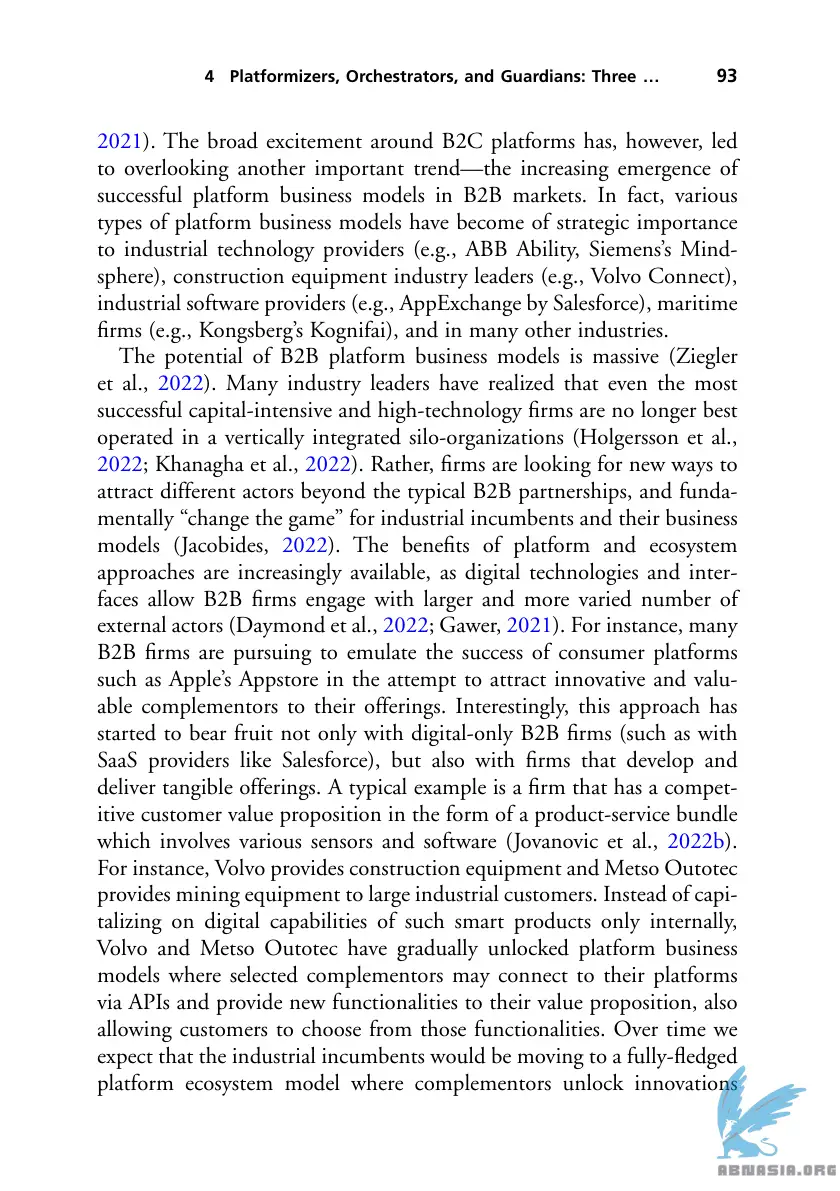 4 Platformizers, Orchestrators, and Guardians: Three … 93
2021). The broad excitement around B2C platforms has, however, led
to overlooking another important trend—the increasing emergence of
successful platform business models in B2B markets. In fact, various
types of platform business models have become of strategic importance
to industrial technology providers (e.g., ABB Ability, Siemens’s Mind-
sphere), construction equipment industry leaders (e.g., Volvo Connect),
industrial software providers (e.g., AppExchange by Salesforce), maritime
firms (e.g., Kongsberg’s Kognifai), and in many other industries.
The potential of B2B platform business models is massive (Ziegler
et al., 2022). Many industry leaders have realized that even the most
successful capital-intensive and high-technology firms are no longer best
operated in a vertically integrated silo-organizations (Holgersson et al.,
2022; Khanagha et al., 2022). Rather, firms are looking for new ways to
attract different actors beyond the typical B2B partnerships, and funda-
mentally “change the game” for industrial incumbents and their business
models (Jacobides, 2022). The benefits of platform and ecosystem
approaches are increasingly available, as digital technologies and inter-
faces allow B2B firms engage with larger and more varied number of
external actors (Daymond et al., 2022; Gawer, 2021). For instance, many
B2B firms are pursuing to emulate the success of consumer platforms
such as Apple’s Appstore in the attempt to attract innovative and valu-
able complementors to their offerings. Interestingly, this approach has
started to bear fruit not only with digital-only B2B firms (such as with
SaaS providers like Salesforce), but also with firms that develop and
deliver tangible offerings. A typical example is a firm that has a compet-
itive customer value proposition in the form of a product-service bundle
which involves various sensors and software (Jovanovic et al., 2022b).
For instance, Volvo provides construction equipment and Metso Outotec
provides mining equipment to large industrial customers. Instead of capi-
talizing on digital capabilities of such smart products only internally,
Volvo and Metso Outotec have gradually unlocked platform business
models where selected complementors may connect to their platforms
via APIs and provide new functionalities to their value proposition, also
allowing customers to choose from those functionalities. Over time we
expect that the industrial incumbents would be moving to a fully-fledged
platform ecosystem model where complementors unlock innovations
ABNASIA.ORG